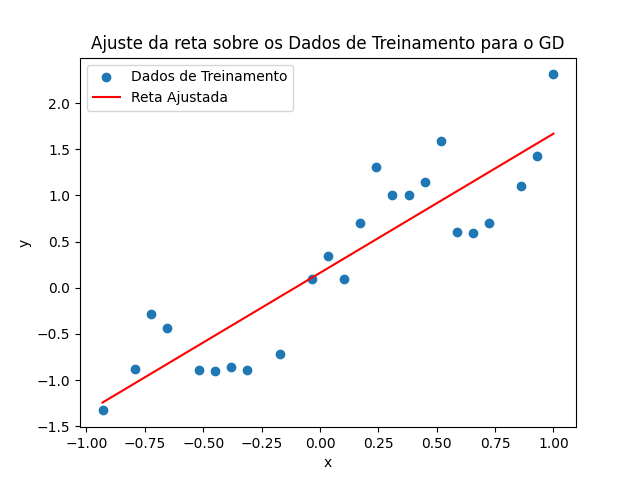 Ajuste da reta sobre os Dados de Treinamento para o GD
Dados de Treinamento
Reta Ajustada
2.0
1.5
1.0
0.5
0.0
−0.5
−1.0
−1.5
y
−1.00 −0.75 −0.50 −0.25 0.00 0.25 0.50 0.75 1.00
x